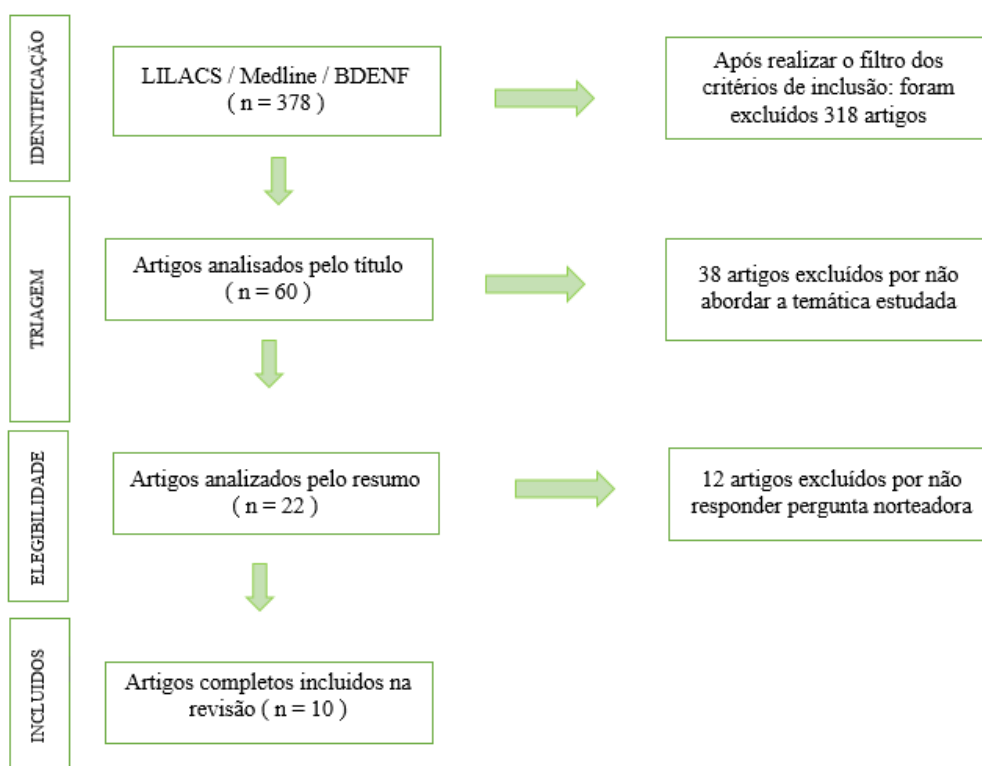 IDENTIFICAÇÃO
LILACS / Medline / BDENF
( n = 378 )
Após realizar o filtro dos
critérios de inclusão: foram
excluídos 318 artigos
TRIAGEM
Artigos analisados pelo título
( n = 60 )
38 artigos excluídos por não
abordar a temática estudada
ELEGIBILIDADE
Artigos analizados pelo resumo
( n = 22 )
12 artigos excluídos por não
responder pergunta norteadora
INCLUIDOS
Artigos completos incluidos na
revisão ( n = 10 )